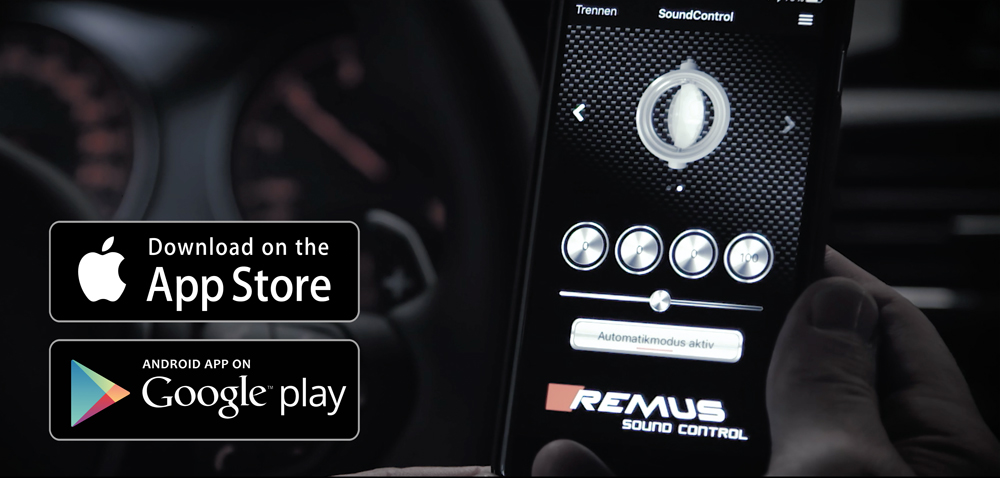 Trennen
SoundControl
0
0
0
100
Automatikmodus aktiv
REMUS
SOUND CONTROL
Download on the
App Store
ANDROID APP ON
Google™ play